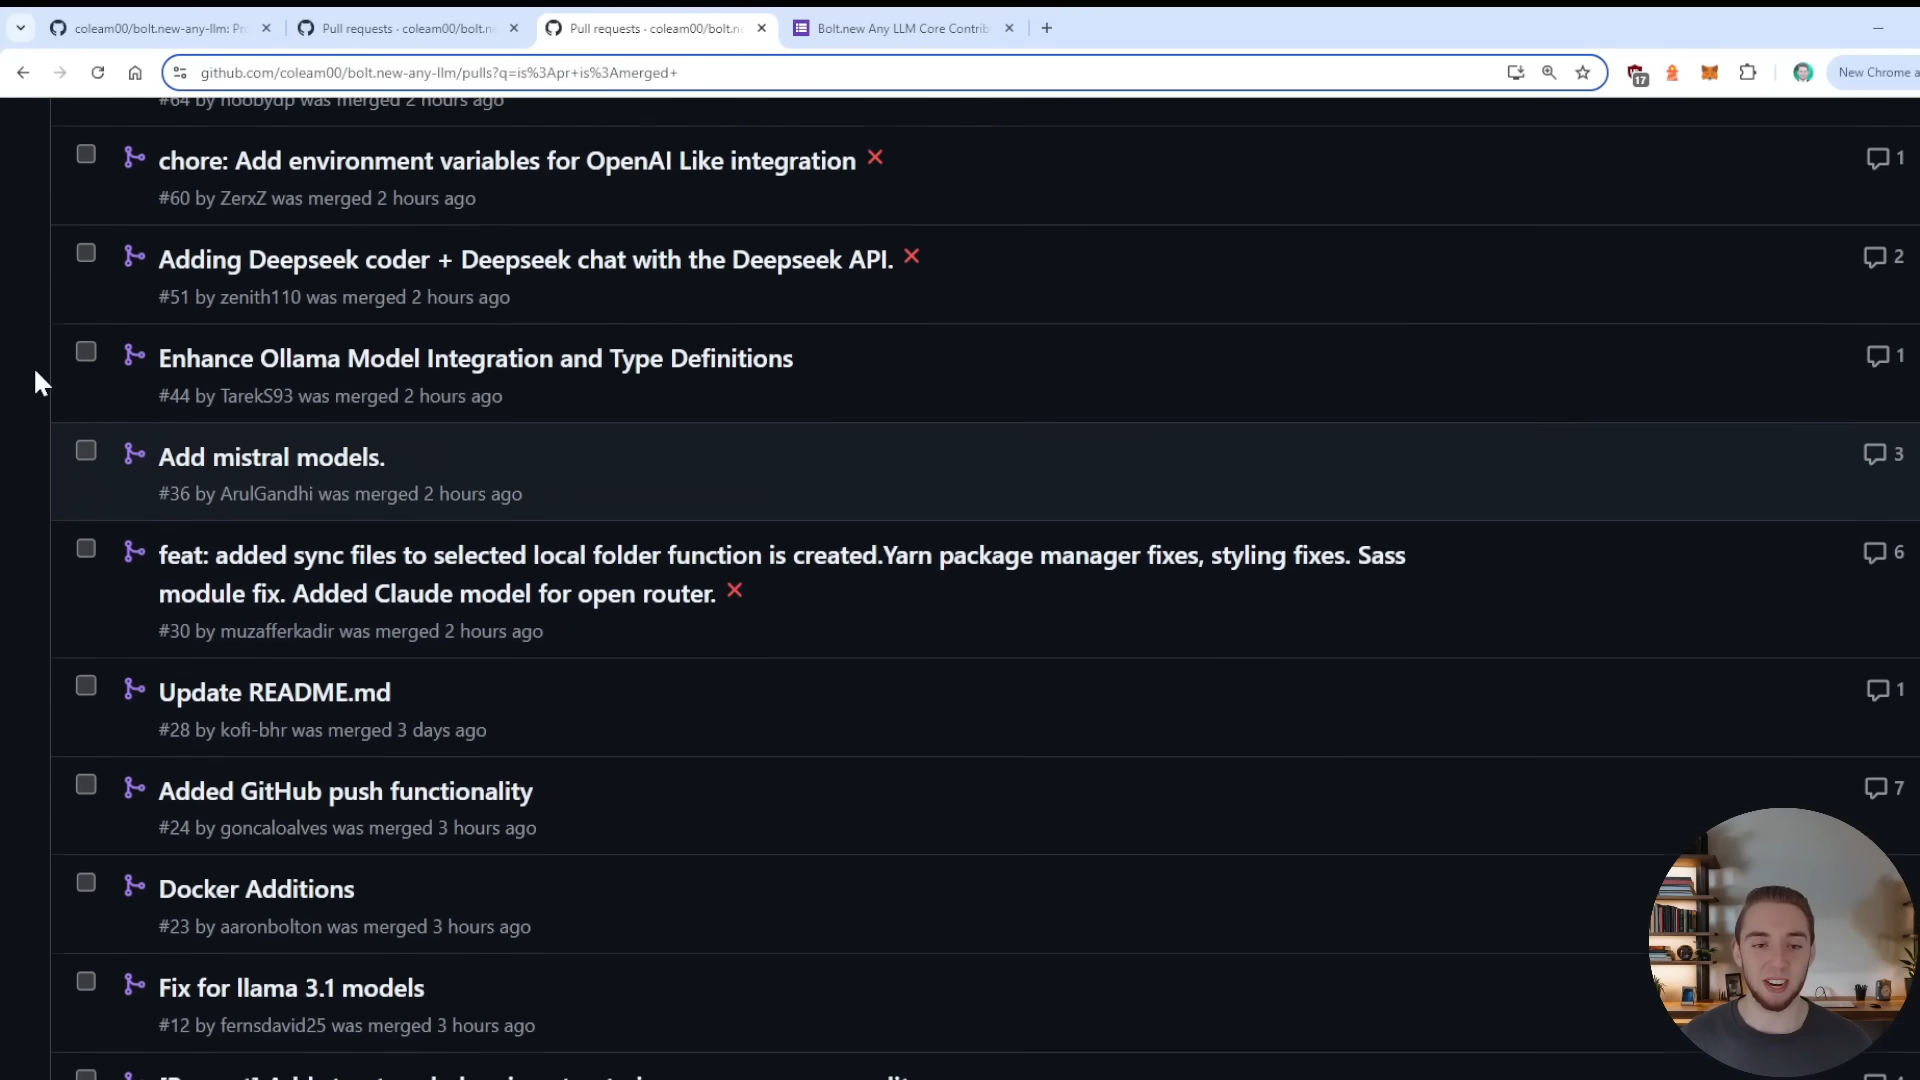 coleam00/bolt.new-any-llm: Pr
Pull requests · coleam00/bolt.n
Pull requests · coleam00/bolt.n
Bolt.new Any LLM Core Contrib
github.com/coleam00/bolt.new-any-llm/pulls?q=is%3Apr+is%3Amerged+
17
New Chrome a
#64 by noobydp was merged 2 hours ago
chore: Add environment variables for OpenAI Like integration
1
#60 by ZerxZ was merged 2 hours ago
Adding Deepseek coder + Deepseek chat with the Deepseek API.
2
#51 by zenith110 was merged 2 hours ago
Enhance Ollama Model Integration and Type Definitions
1
#44 by TarekS93 was merged 2 hours ago
Add mistral models.
3
#36 by ArulGandhi was merged 2 hours ago
feat: added sync files to selected local folder function is created.Yarn package manager fixes, styling fixes. Sass
6
module fix. Added Claude model for open router.
#30 by muzafferkadir was merged 2 hours ago
Update README.md
1
#28 by kofi-bhr was merged 3 days ago
Added GitHub push functionality
7
#24 by goncaloalves was merged 3 hours ago
Docker Additions
#23 by aaronbolton was merged 3 hours ago
Fix for llama 3.1 models
#12 by fernsdavid25 was merged 3 hours ago